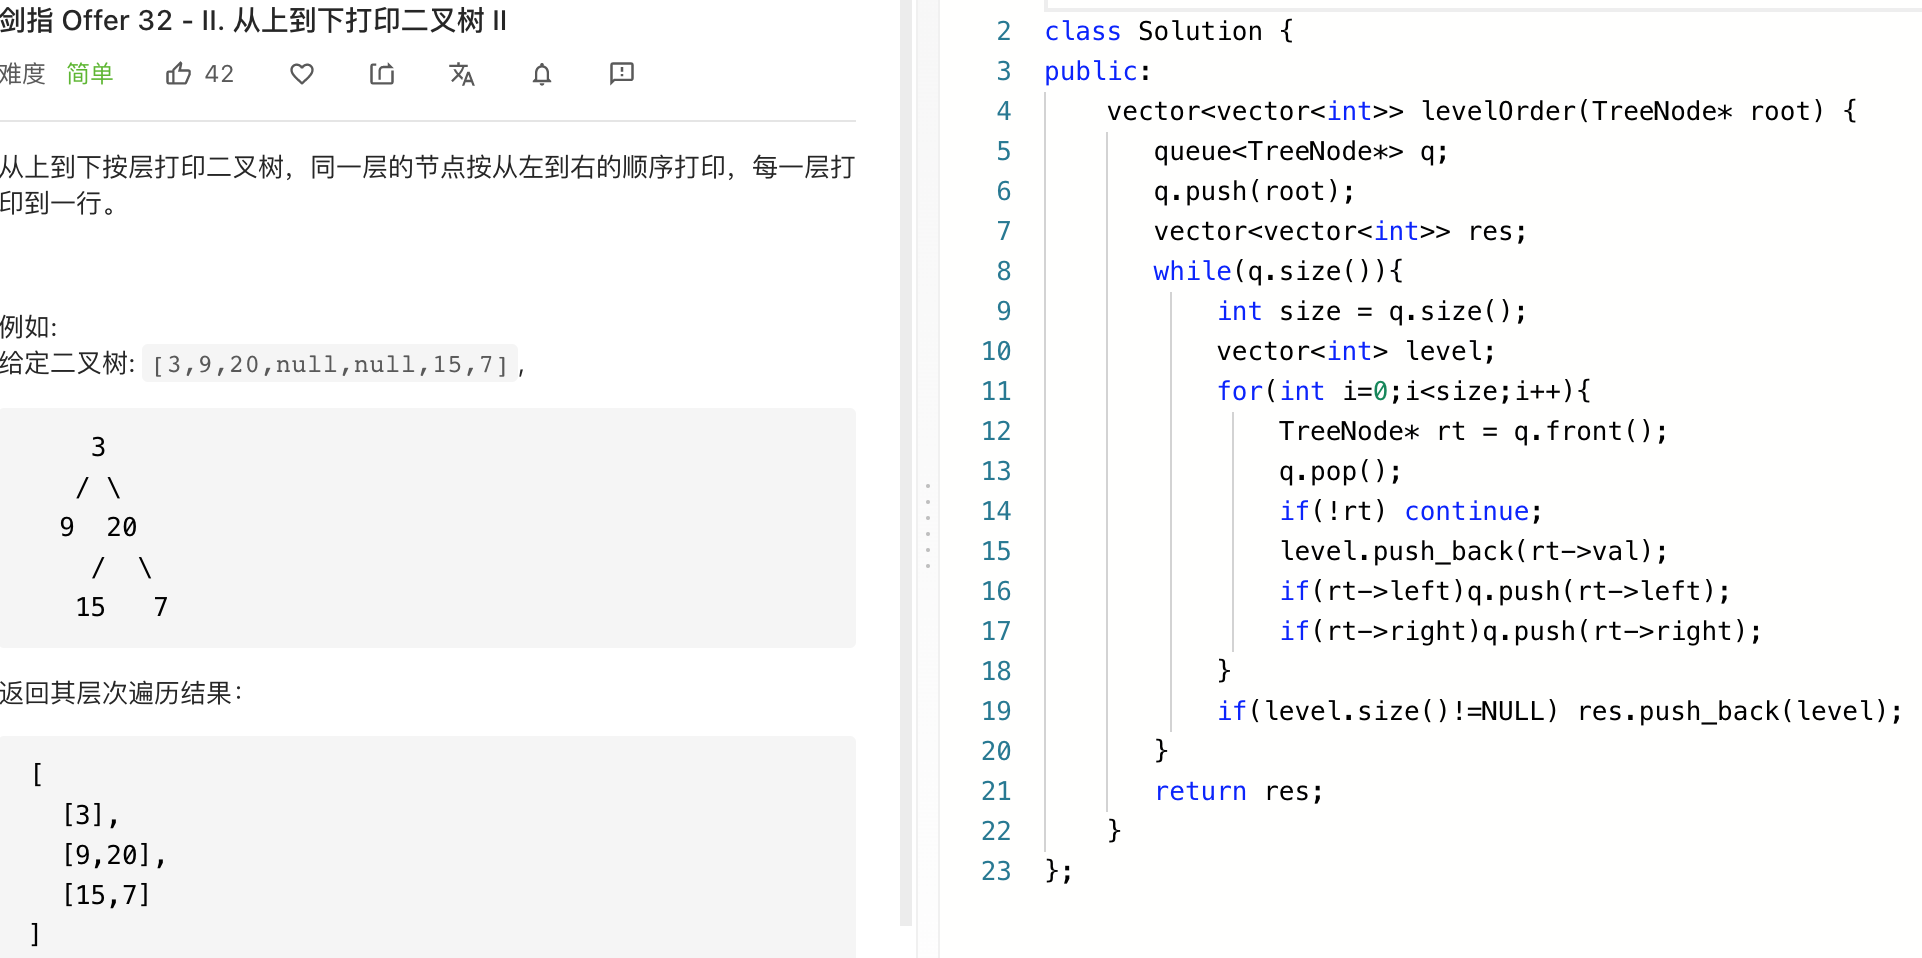 剑指 Offer 32 - II. 从上到下打印二叉树 II
难度 简单 42
从上到下按层打印二叉树，同一层的节点按从左到右的顺序打印，每一层打
印到一行。
例如:
给定二叉树: [3,9,20,null,null,15,7],
3
/ \
9 20
/ \
15 7
返回其层次遍历结果：
[
[3],
[9,20],
[15,7]
]
2 class Solution {
3 public:
4 vector<vector<int>> levelOrder(TreeNode* root) {
5 queue<TreeNode*> q;
6 q.push(root);
7 vector<vector<int>> res;
8 while(q.size()){
9 int size = q.size();
10 vector<int> level;
11 for(int i=0;i<size;i++){
12 TreeNode* rt = q.front();
13 q.pop();
14 if(!rt) continue;
15 level.push_back(rt->val);
16 if(rt->left)q.push(rt->left);
17 if(rt->right)q.push(rt->right);
18 }
19 if(level.size()!=NULL) res.push_back(level);
20 }
21 return res;
22 }
23 };